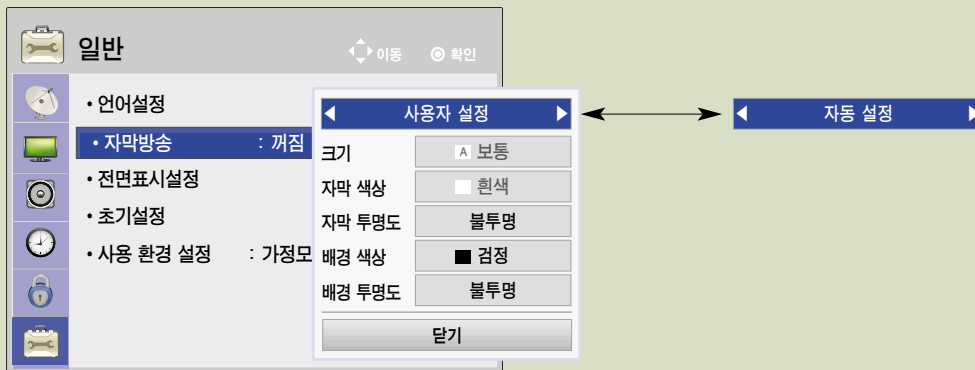 일반
이동 확인
• 언어설정
• 자막방송 : 꺼짐
• 전면표시설정
• 초기설정
• 사용 환경 설정 : 가정모
사용자 설정
크기 A 보통
자막 색상 흰색
자막 투명도 불투명
배경 색상 검정
배경 투명도 불투명
닫기
자동 설정